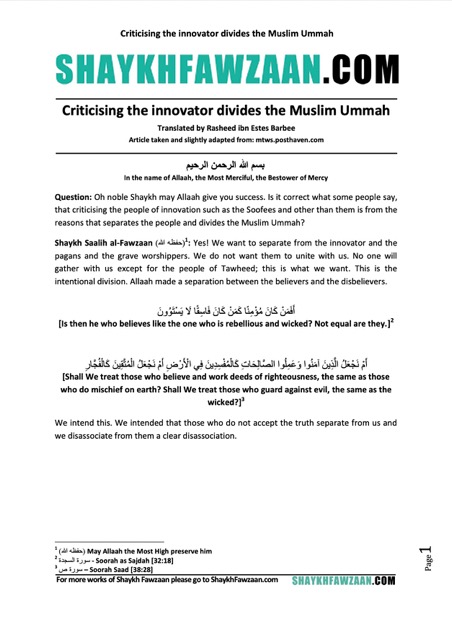 Criticising the innovator divides the Muslim Ummah
SHAYKHFAWZAAN.COM
Criticising the innovator divides the Muslim Ummah
Translated by Rasheed ibn Estes Barbee
Article taken and slightly adapted from: mtws.posthaven.com
بسم الله الرحمن الرحيم
In the name of Allaah, the Most Merciful, the Bestower of Mercy
Question: Oh noble Shaykh may Allaah give you success. Is it correct what some people say,
that criticising the people of innovation such as the Soofees and other than them is from the
reasons that separates the people and divides the Muslim Ummah?
Shaykh Saalih al-Fawzaan (حفظه الله)1: Yes! We want to separate from the innovator and the
pagans and the grave worshippers. We do not want them to unite with us. No one will
gather with us except for the people of Tawheed; this is what we want. This is the
intentional division. Allaah made a separation between the believers and the disbelievers.
أَفَمَنْ كَانَ مُؤْمِنًا كَمَنْ كَانَ فَاسِقًا لَا يَسْتَوُونَ
[Is then he who believes like the one who is rebellious and wicked? Not equal are they.]2
أَمْ نَجْعَلُ الَّذِينَ آمَنُوا وَعَمِلُوا الصَّالِحَاتِ كَالْمُفْسِدِينَ فِي الْأَرْضِ أَمْ نَجْعَلُ الْمُتَّقِينَ كَالْفُجَّارِ
[Shall We treat those who believe and work deeds of righteousness, the same as those
who do mischief on earth? Shall We treat those who guard against evil, the same as the
wicked?]3
We intend this. We intended that those who do not accept the truth separate from us and
we disassociate from them a clear disassociation.
1 (حفظه الله) May Allaah the Most High preserve him
2 سورة السجدة - Soorah as Sajdah [32:18]
3 سورة ص – Soorah Saad [38:28]
For more works of Shaykh Fawzaan please go to ShaykhFawzaan.com SHAYKHFAWZAAN.COM
Page 1